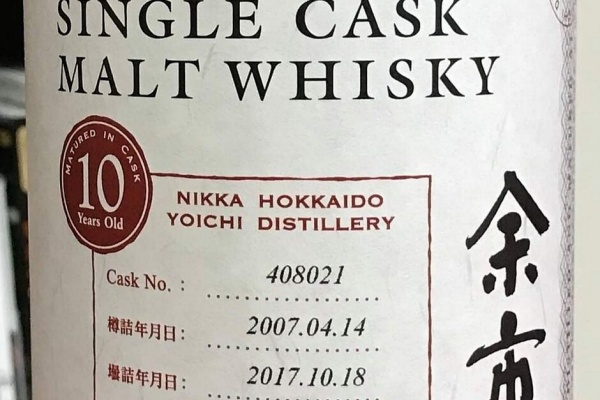 SINGLE CASK
MALT WHISKY
MATURED IN CASK
10
Years Old
NIKKA HOKKAIDO
YOICHI DISTILLERY
Cask No. : 408021
樽詰年月日: 2007.04.14
壜詰年月日: 2017.10.18
余市